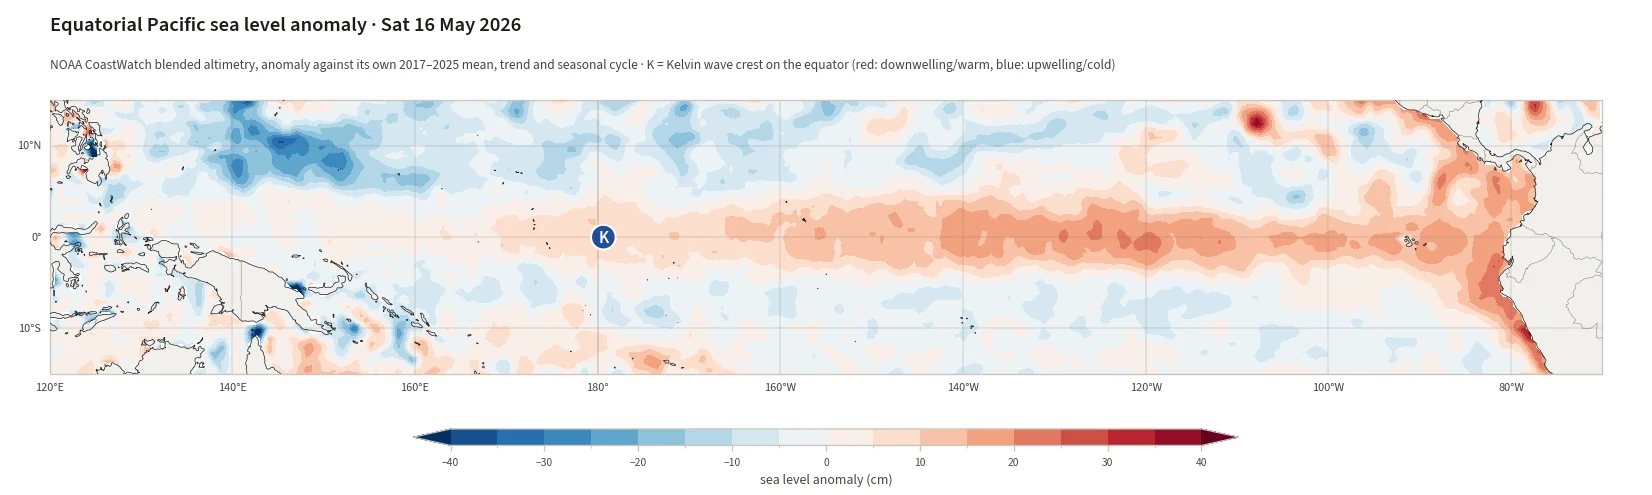 Equatorial Pacific sea level anomaly · Sat 16 May 2026
NOAA CoastWatch blended altimetry, anomaly against its own 2017–2025 mean, trend and seasonal cycle · K = Kelvin wave crest on the equator (red: downwelling/warm, blue: upwelling/cold)
10°N
0°
K
10°S
120°E 140°E 160°E 180° 160°W 140°W 120°W 100°W 80°W
−40 −30 −20 −10 0 10 20 30 40
sea level anomaly (cm)